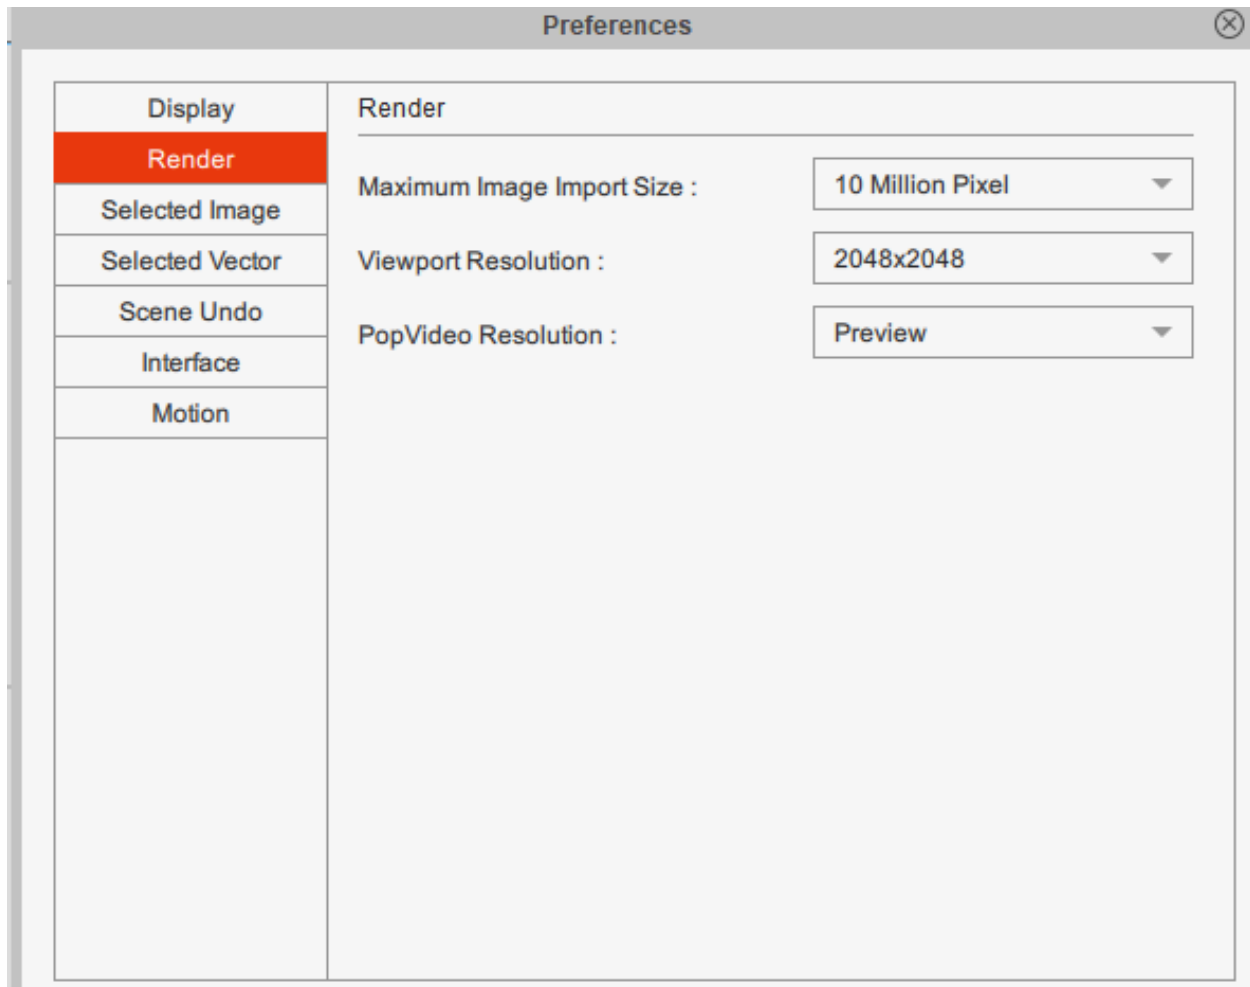 Preferences
Display
Render
Selected Image
Selected Vector
Scene Undo
Interface
Motion
Render
Maximum Image Import Size : 10 Million Pixel
Viewport Resolution : 2048x2048
PopVideo Resolution : Preview